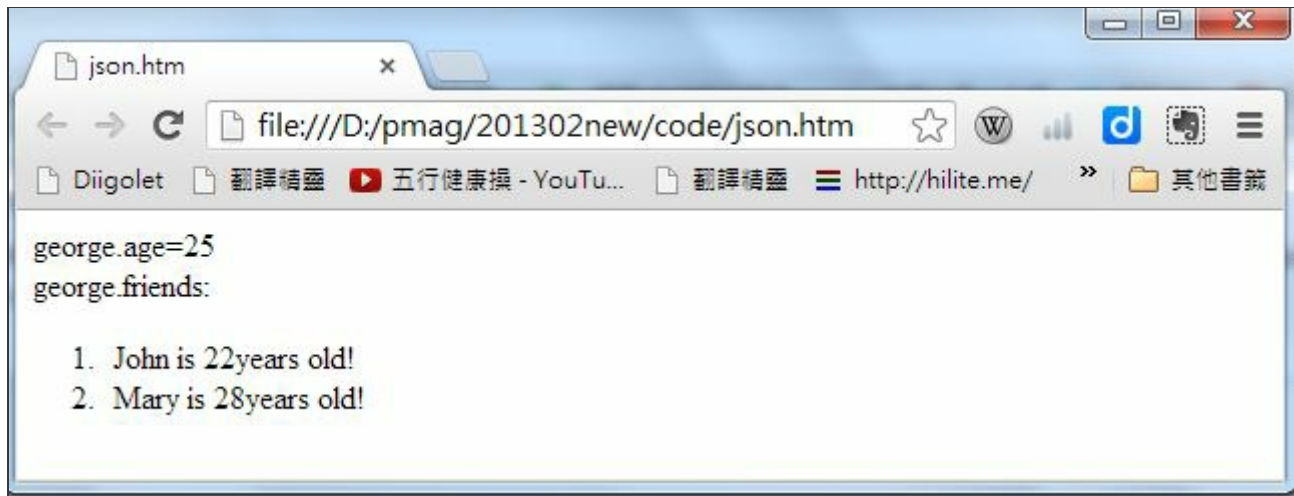 json.htm
file:///D:/pmag/201302new/code/json.htm
Diigolet 翻譯精靈 五行健康操 - YouTu... 翻譯精靈 http://hilite.me/ » 其他書籤
george.age=25
george.friends:
1. John is 22years old!
2. Mary is 28years old!